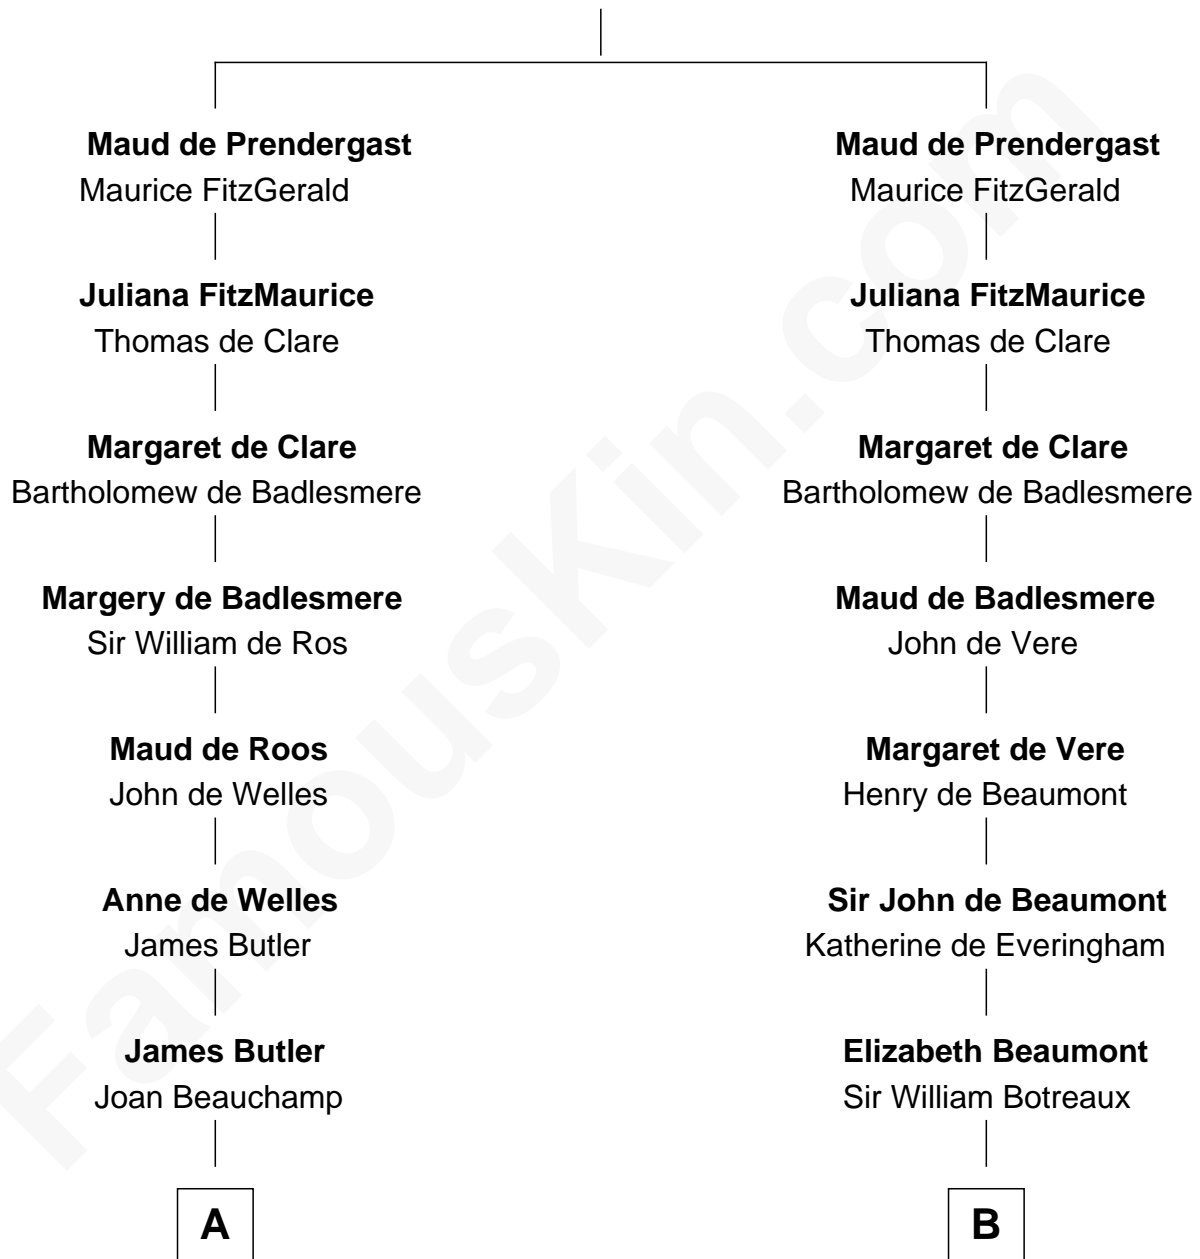 Maud de Prendergast
Maurice FitzGerald
Juliana FitzMaurice
Thomas de Clare
Margaret de Clare
Bartholomew de Badlesmere
Margery de Badlesmere
Sir William de Ros
Maud de Roos
John de Welles
Anne de Welles
James Butler
James Butler
Joan Beauchamp
A
Maud de Prendergast
Maurice FitzGerald
Juliana FitzMaurice
Thomas de Clare
Margaret de Clare
Bartholomew de Badlesmere
Maud de Badlesmere
John de Vere
Margaret de Vere
Henry de Beaumont
Sir John de Beaumont
Katherine de Everingham
Elizabeth Beaumont
Sir William Botreaux
B
FamousKin.com